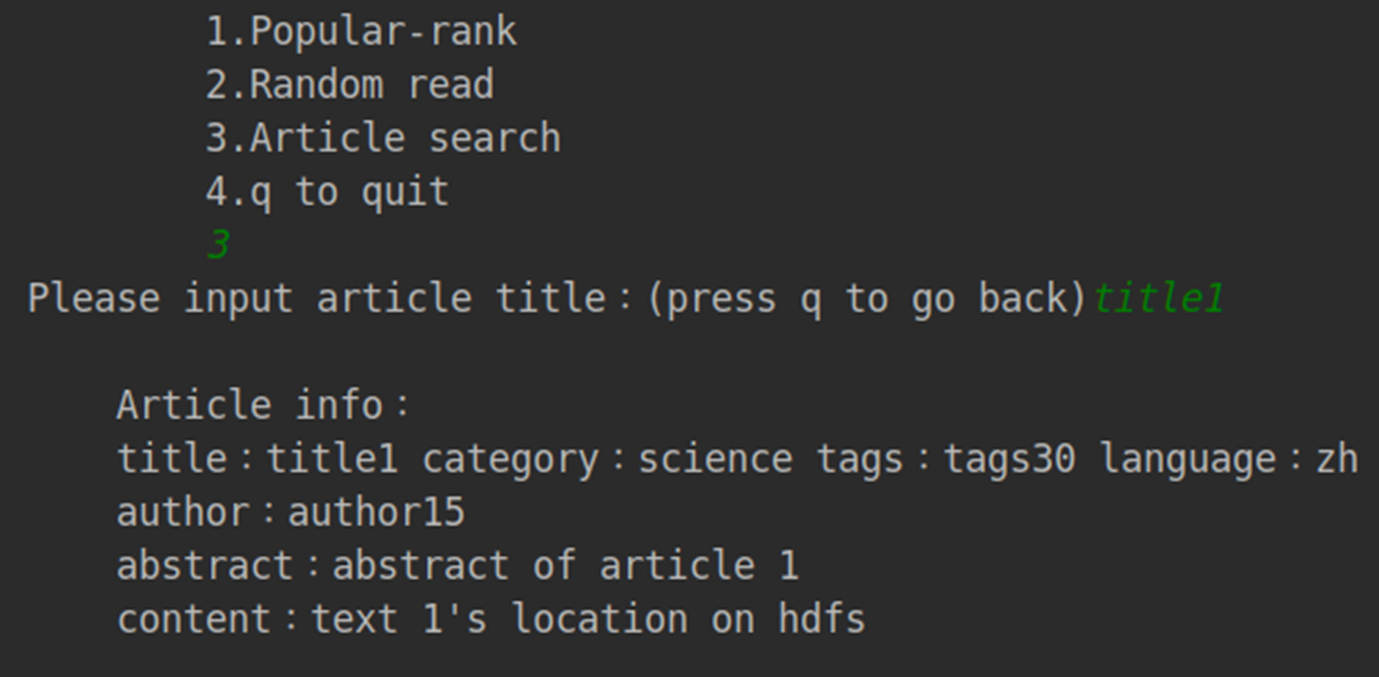 1.Popular-rank
2.Random read
3.Article search
4.q to quit
3
Please input article title：(press q to go back)title1
Article info：
title：title1 category：science tags：tags30 language：zh
author：author15
abstract：abstract of article 1
content：text 1's location on hdfs